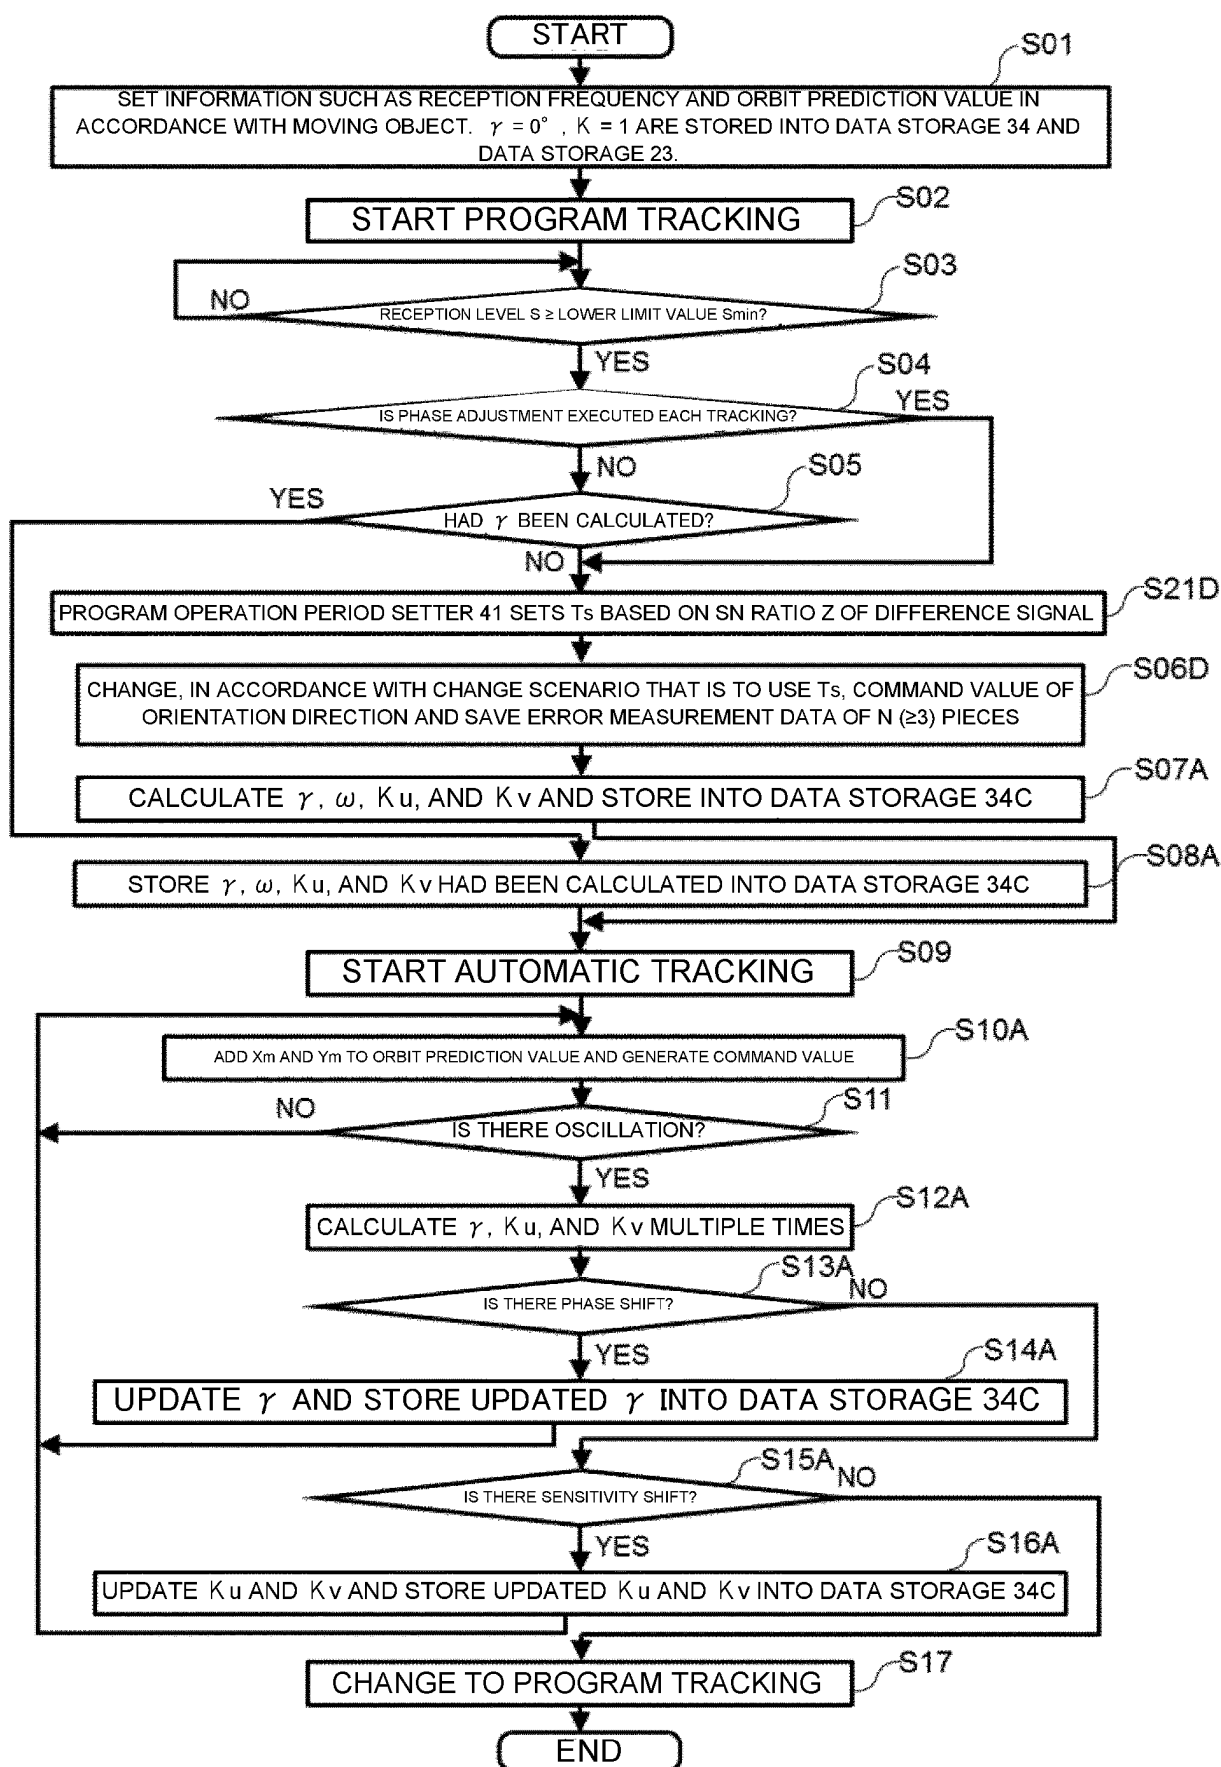 START
S01
SET INFORMATION SUCH AS RECEPTION FREQUENCY AND ORBIT PREDICTION VALUE IN
ACCORDANCE WITH MOVING OBJECT. γ = 0° , K = 1 ARE STORED INTO DATA STORAGE 34 AND
DATA STORAGE 23.
S02
START PROGRAM TRACKING
S03
NO
RECEPTION LEVEL S ≥ LOWER LIMIT VALUE Smin?
YES
S04
YES
IS PHASE ADJUSTMENT EXECUTED EACH TRACKING?
NO
S05
YES
HAD γ BEEN CALCULATED?
NO
S21D
PROGRAM OPERATION PERIOD SETTER 41 SETS Ts BASED ON SN RATIO Z OF DIFFERENCE SIGNAL
S06D
CHANGE, IN ACCORDANCE WITH CHANGE SCENARIO THAT IS TO USE Ts, COMMAND VALUE OF
ORIENTATION DIRECTION AND SAVE ERROR MEASUREMENT DATA OF N (≥3) PIECES
S07A
CALCULATE γ, ω, Ku, AND Kv AND STORE INTO DATA STORAGE 34C
S08A
STORE γ, ω, Ku, AND Kv HAD BEEN CALCULATED INTO DATA STORAGE 34C
S09
START AUTOMATIC TRACKING
S10A
ADD Xm AND Ym TO ORBIT PREDICTION VALUE AND GENERATE COMMAND VALUE
S11
NO
IS THERE OSCILLATION?
YES
S12A
CALCULATE γ, Ku, AND Kv MULTIPLE TIMES
S13A
NO
IS THERE PHASE SHIFT?
YES
S14A
UPDATE γ AND STORE UPDATED γ INTO DATA STORAGE 34C
S15A
NO
IS THERE SENSITIVITY SHIFT?
YES
S16A
UPDATE Ku AND Kv AND STORE UPDATED Ku AND Kv INTO DATA STORAGE 34C
S17
CHANGE TO PROGRAM TRACKING
END